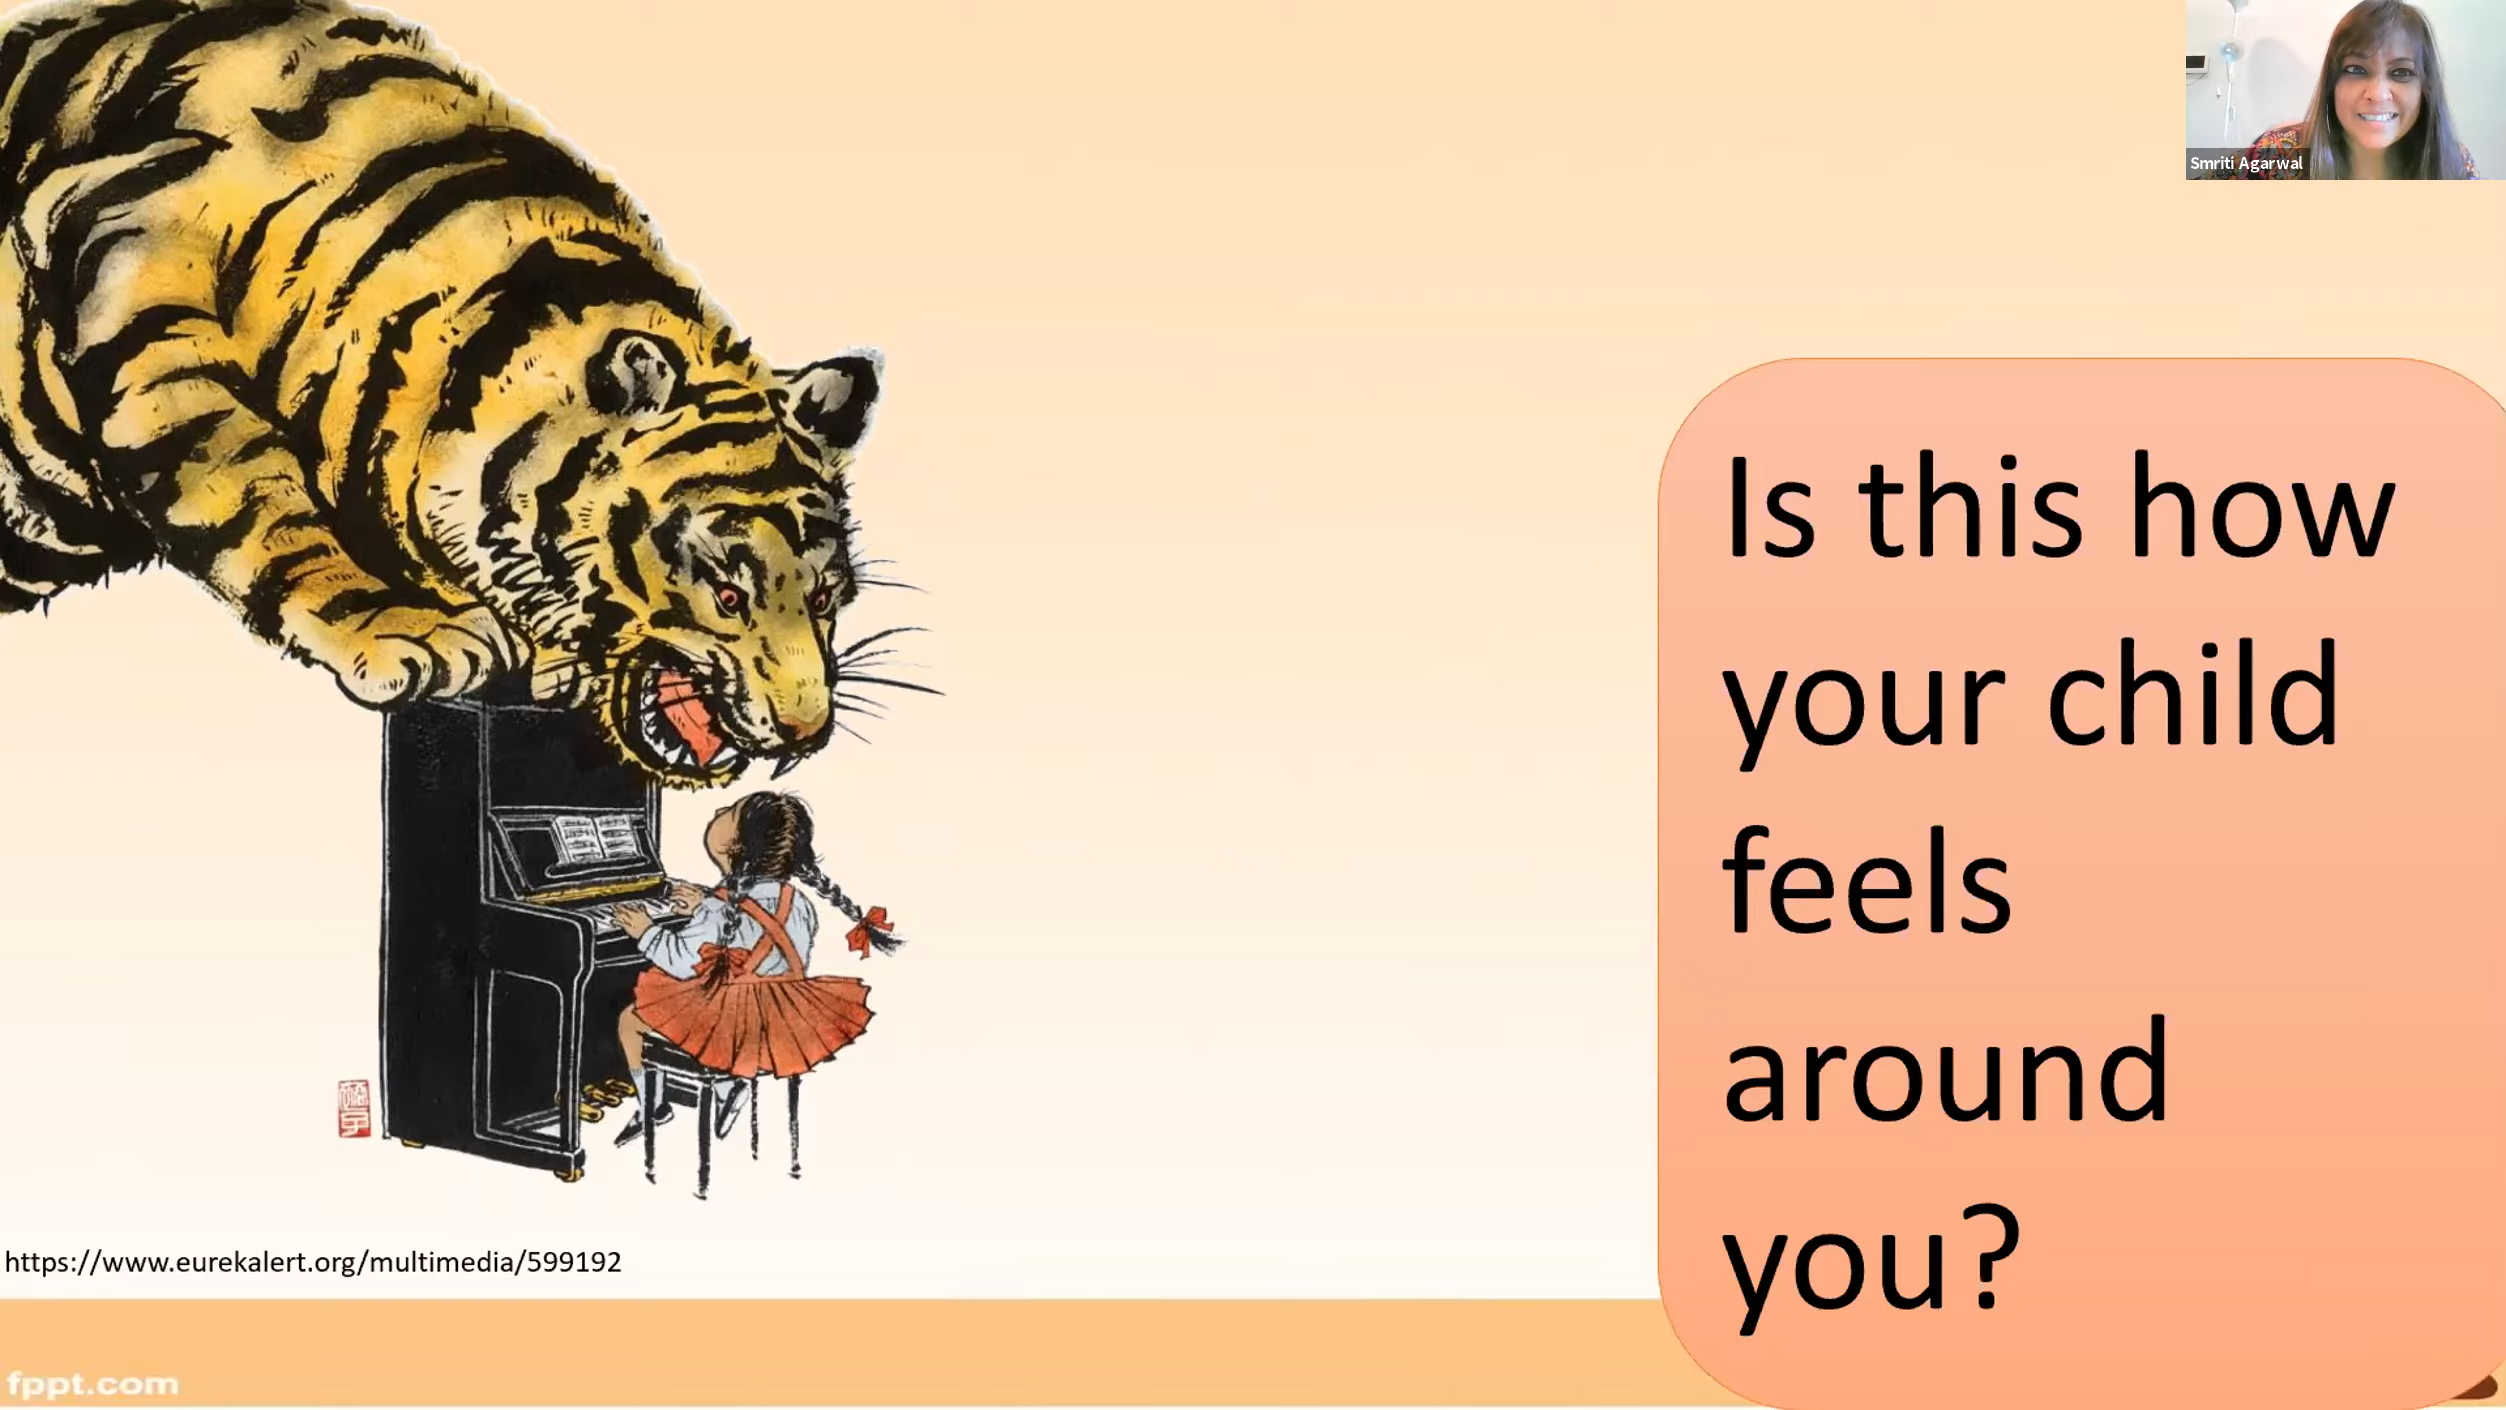 Smriti Agarwal
Is this how
your child
feels
around
you?
https://www.eurekalert.org/multimedia/599192
fppt.com